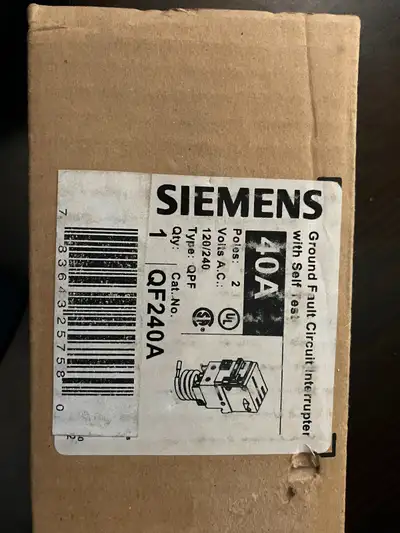 SIEMENS
Ground Fault Circuit Interrupter
with Self Test
40A
Poles: 2
Volts A.C.:
120/240
Type: QPF
Qty: Cat.No.
1 QF240A
UL
7 83643 25758 0